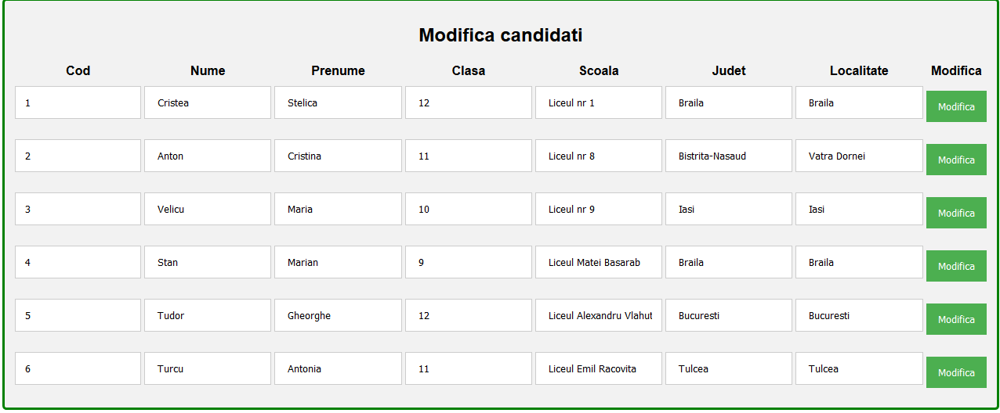 Modifica candidati
Cod Nume Prenume Clasa Scoala Judet Localitate Modifica
1 Cristea Stelica 12 Liceul nr 1 Braila Braila Modifica
2 Anton Cristina 11 Liceul nr 8 Bistrita-Nasaud Vatra Dornei Modifica
3 Velicu Maria 10 Liceul nr 9 Iasi Iasi Modifica
4 Stan Marian 9 Liceul Matei Basarab Braila Braila Modifica
5 Tudor Gheorghe 12 Liceul Alexandru Vlahut Bucuresti Bucuresti Modifica
6 Turcu Antonia 11 Liceul Emil Racovita Tulcea Tulcea Modifica